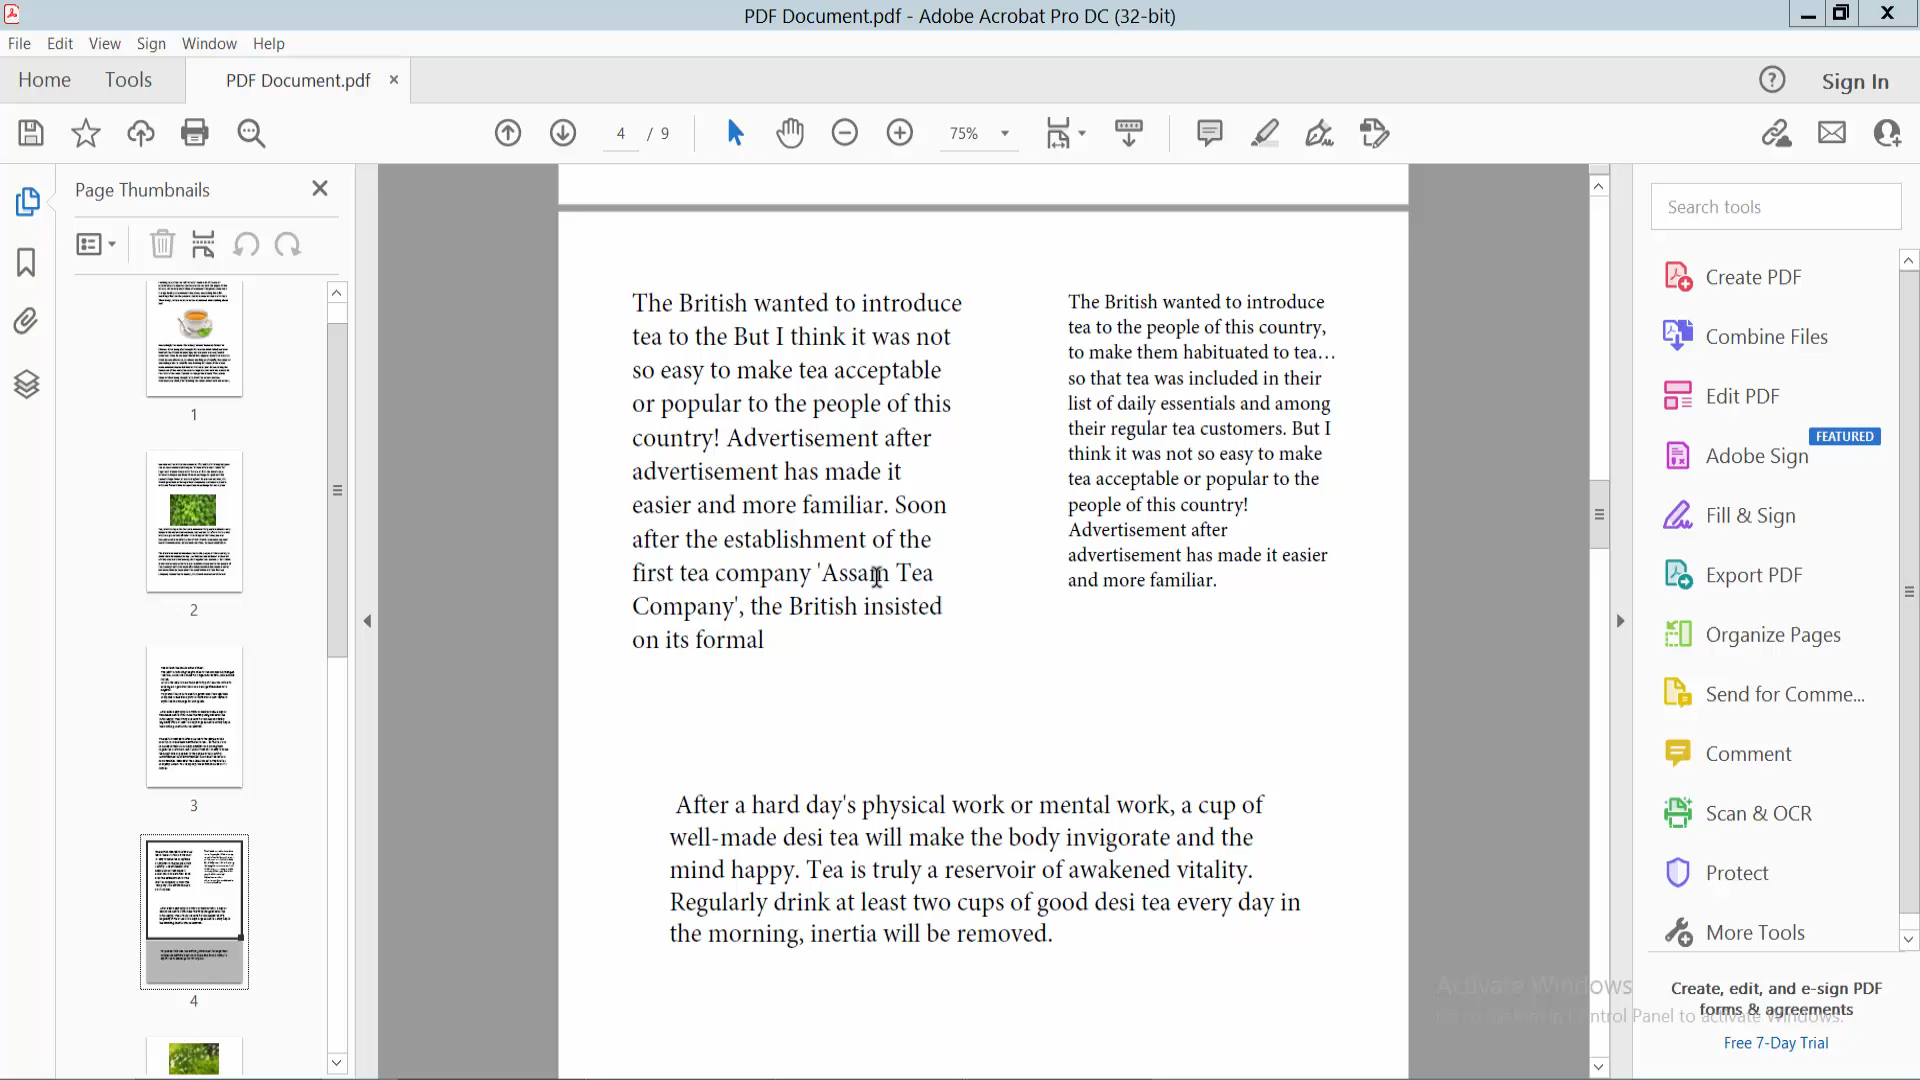 PDF Document.pdf - Adobe Acrobat Pro DC (32-bit)
File Edit View Sign Window Help
Home Tools PDF Document.pdf × Sign In
4 / 9 75%
Page Thumbnails
1
2
3
4
The British wanted to introduce
tea to the But I think it was not
so easy to make tea acceptable
or popular to the people of this
country! Advertisement after
advertisement has made it
easier and more familiar. Soon
after the establishment of the
first tea company 'Assam Tea
Company', the British insisted
on its formal
The British wanted to introduce
tea to the people of this country,
to make them habituated to tea…
so that tea was included in their
list of daily essentials and among
their regular tea customers. But I
think it was not so easy to make
tea acceptable or popular to the
people of this country!
Advertisement after
advertisement has made it easier
and more familiar.
After a hard day's physical work or mental work, a cup of
well-made desi tea will make the body invigorate and the
mind happy. Tea is truly a reservoir of awakened vitality.
Regularly drink at least two cups of good desi tea every day in
the morning, inertia will be removed.
Search tools
Create PDF
Combine Files
Edit PDF
FEATURED
Adobe Sign
Fill & Sign
Export PDF
Organize Pages
Send for Comme...
Comment
Scan & OCR
Protect
More Tools
Activate Windows
Control Panel to activate Windows.
Create, edit, and e-sign PDF
forms & agreements
Free 7-Day Trial